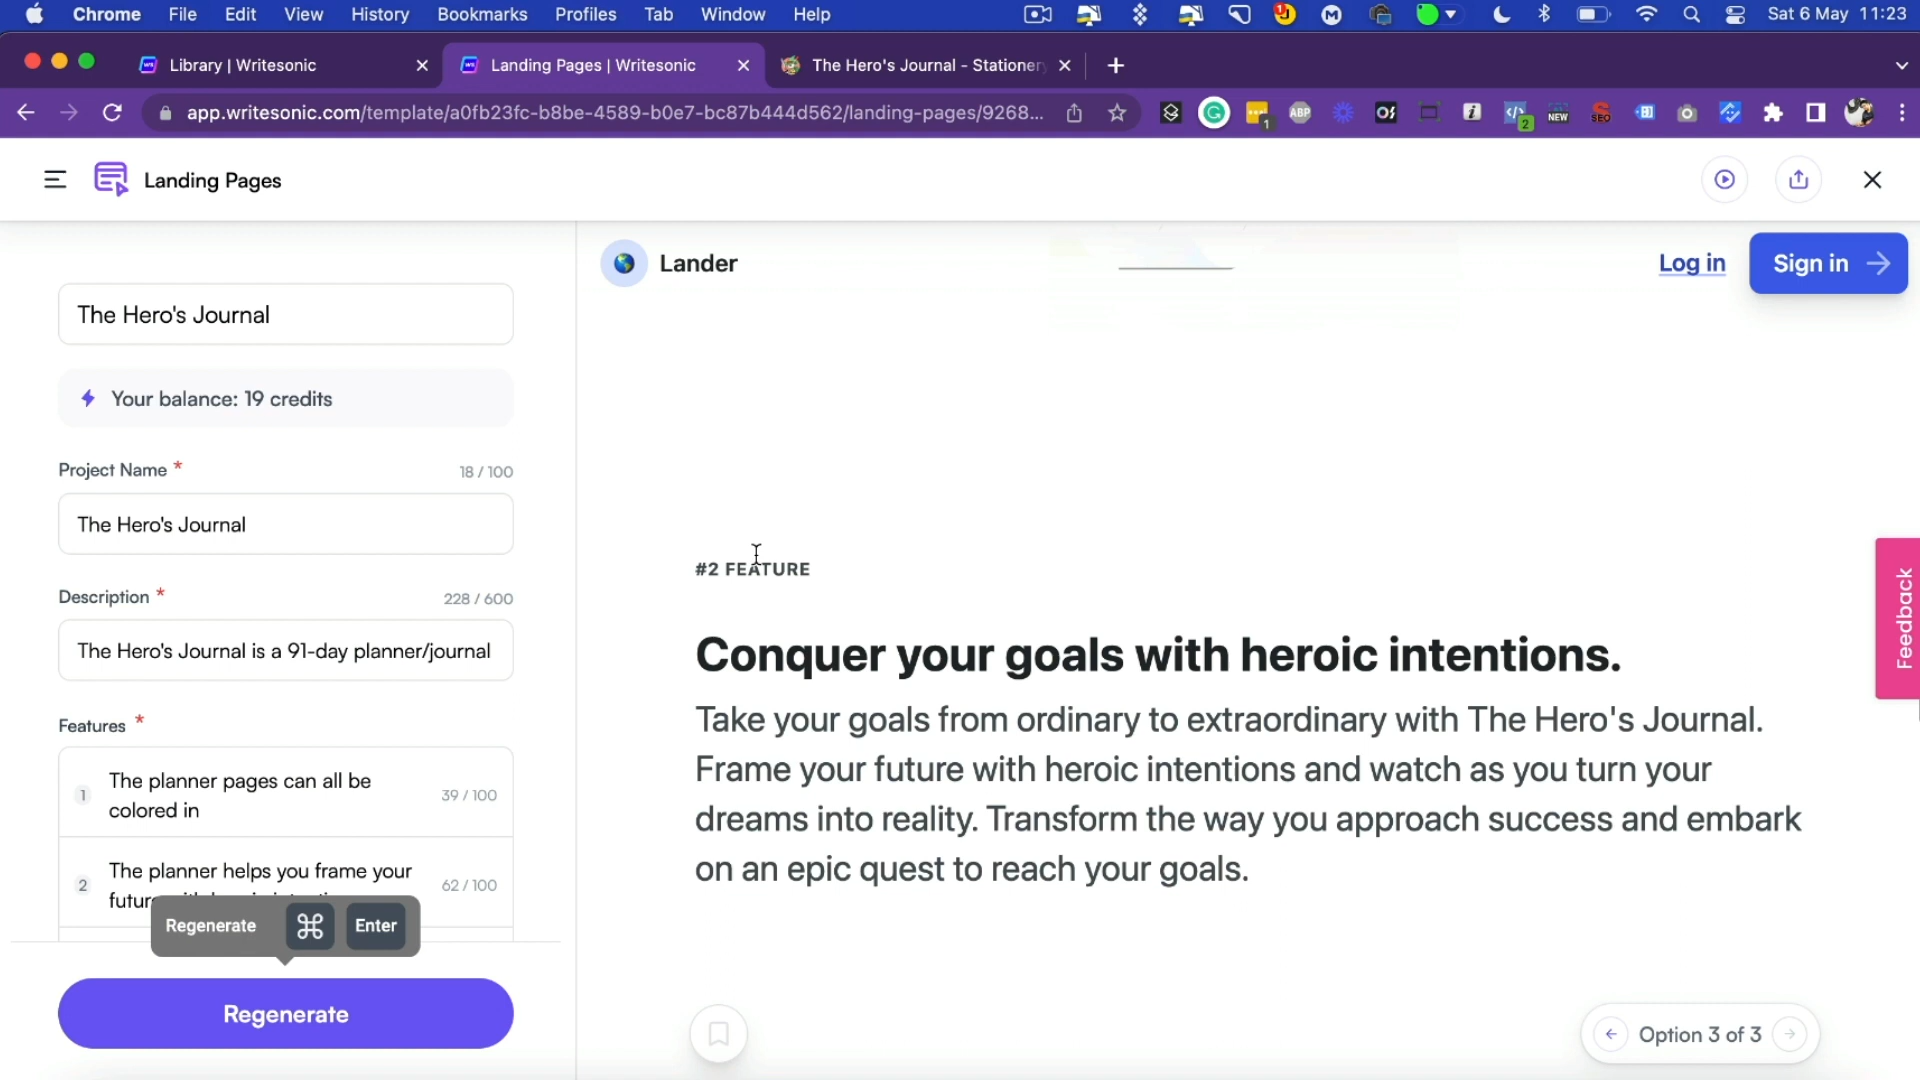 Chrome File Edit View History Bookmarks Profiles Tab Window Help Sat 6 May 11:23
Library | Writesonic
Landing Pages | Writesonic
The Hero's Journal - Stationery
app.writesonic.com/template/a0fb23fc-b8be-4589-b0e7-bc87b444d562/landing-pages/9268...
Landing Pages
The Hero's Journal
Your balance: 19 credits
Project Name * 18 / 100
The Hero's Journal
Description * 228 / 600
The Hero's Journal is a 91-day planner/journal
Features *
1 The planner pages can all be
colored in
39 / 100
2 The planner helps you frame your
62 / 100
Regenerate ⌘ Enter
Regenerate
Lander
Log in
Sign in
#2 FEATURE
Conquer your goals with heroic intentions.
Take your goals from ordinary to extraordinary with The Hero's Journal.
Frame your future with heroic intentions and watch as you turn your
dreams into reality. Transform the way you approach success and embark
on an epic quest to reach your goals.
Option 3 of 3
Feedback